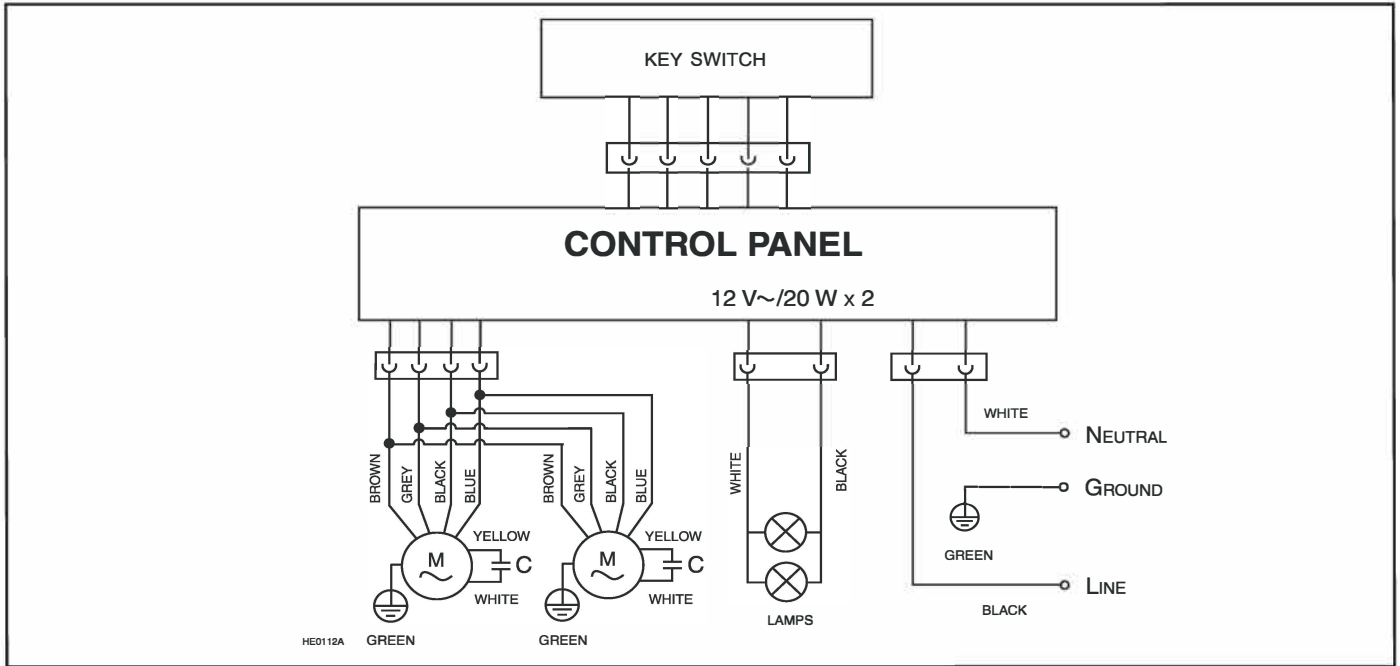 KEY SWITCH
CONTROL PANEL
12 V~/20 W x 2
BROWN
GREY
BLACK
BLUE
BROWN
GREY
BLACK
BLUE
WHITE
BLACK
WHITE
NEUTRAL
GROUND
GREEN
LINE
BLACK
M
YELLOW
C
WHITE
GREEN
M
YELLOW
C
WHITE
GREEN
LAMPS
HE0112A